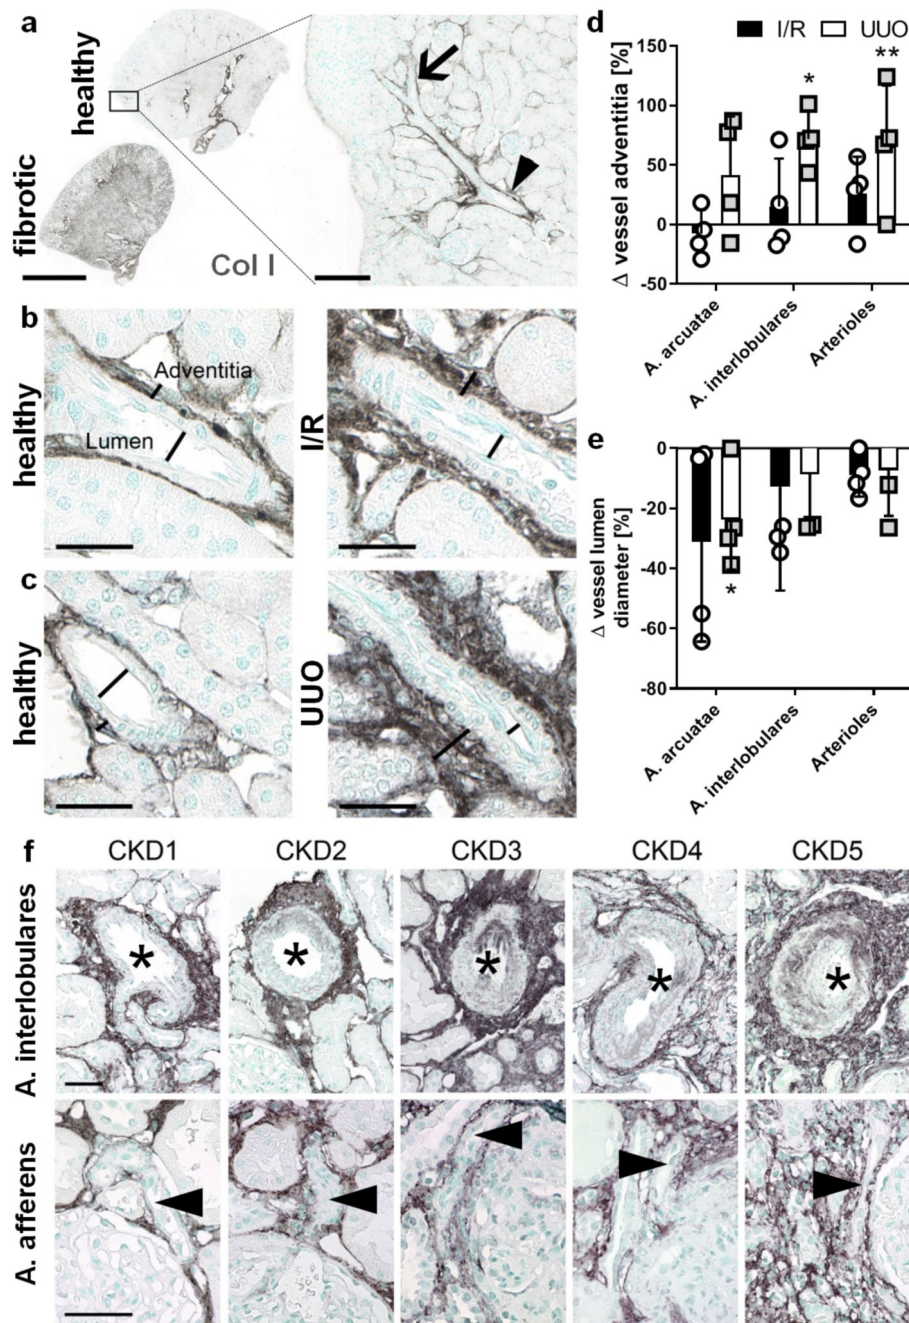 a
healthy
fibrotic
Col I
b
healthy
Adventitia
Lumen
I/R
c
healthy
UUO
d
I/R UUO
Δ vessel adventitia [%]
150
100
50
0
-50
*
**
A. arcuatae
A. interlobulares
Arterioles
e
Δ vessel lumen
diameter [%]
0
-20
-40
-60
-80
*
A. arcuatae
A. interlobulares
Arterioles
f
CKD1 CKD2 CKD3 CKD4 CKD5
A. interlobulares
* * * * *
A. afferens